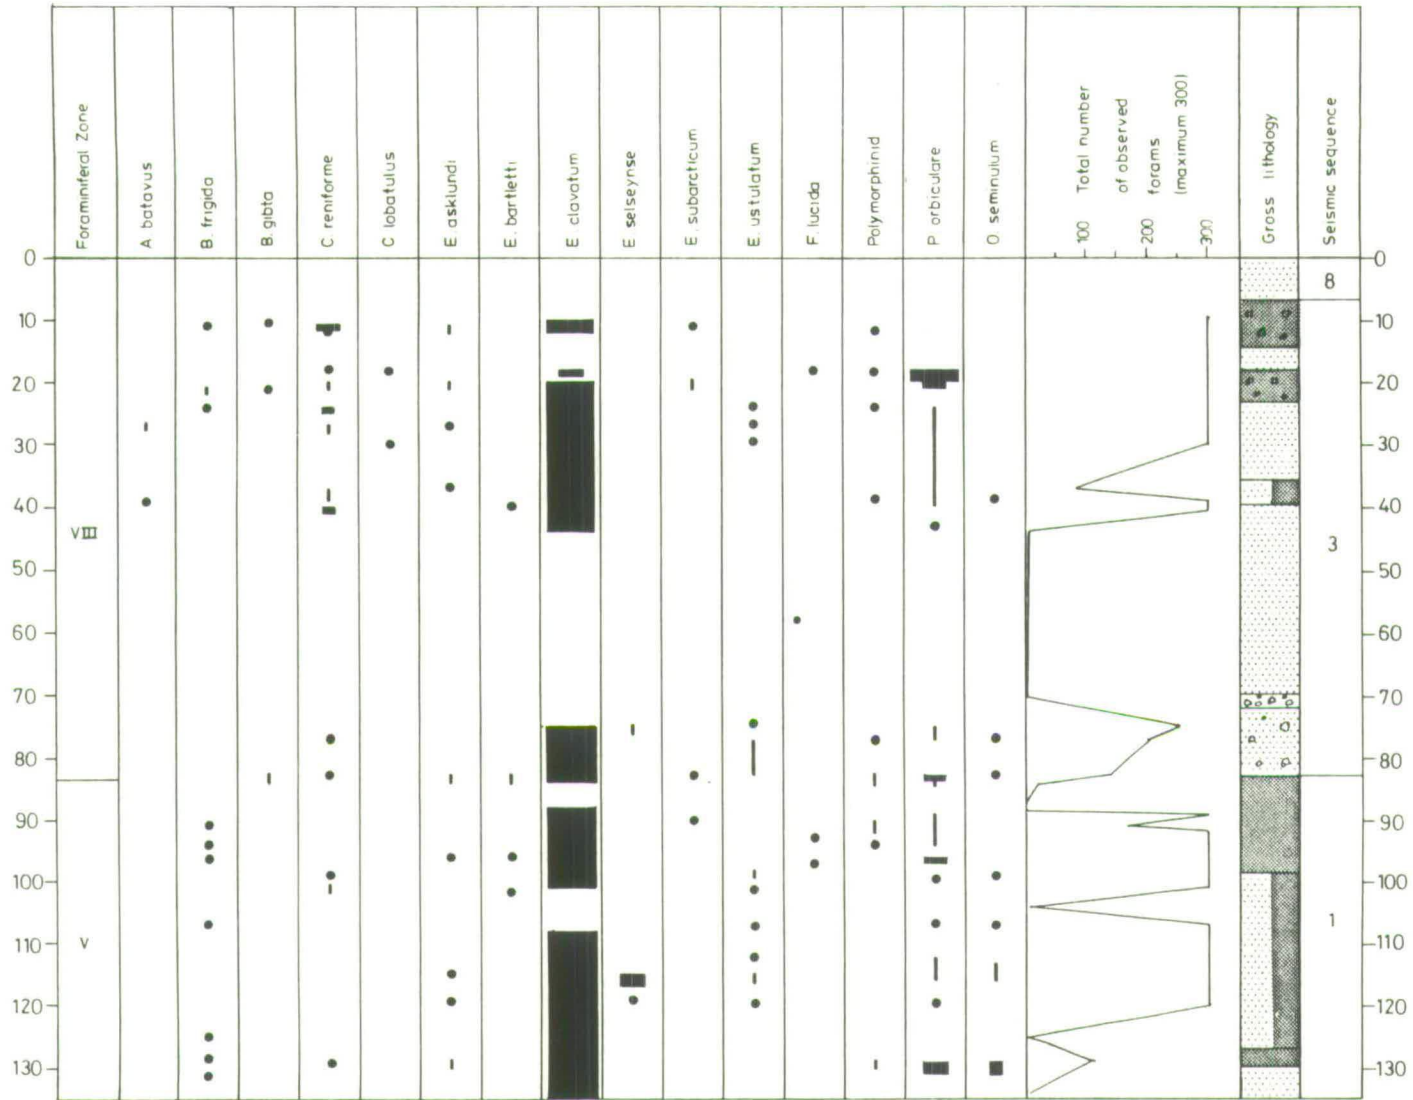 Foraminiferal Zone
A batavus
B. frigida
B. gibta
C reniforme
C lobatulus
E. asklundi
E. bartletti
E. clavatum
E selseynse
E. subarcticum
E. ustulatum
F. lucida
Polymorphinid
P orbiculare
O. seminulum
Total number
of observed
forams
(maximum 300)
100
200
300
Gross lithology
Seismic sequence
0
10
20
30
40
50
60
70
80
90
100
110
120
130
VIII
V
8
3
1
0
10
20
30
40
50
60
70
80
90
100
110
120
130